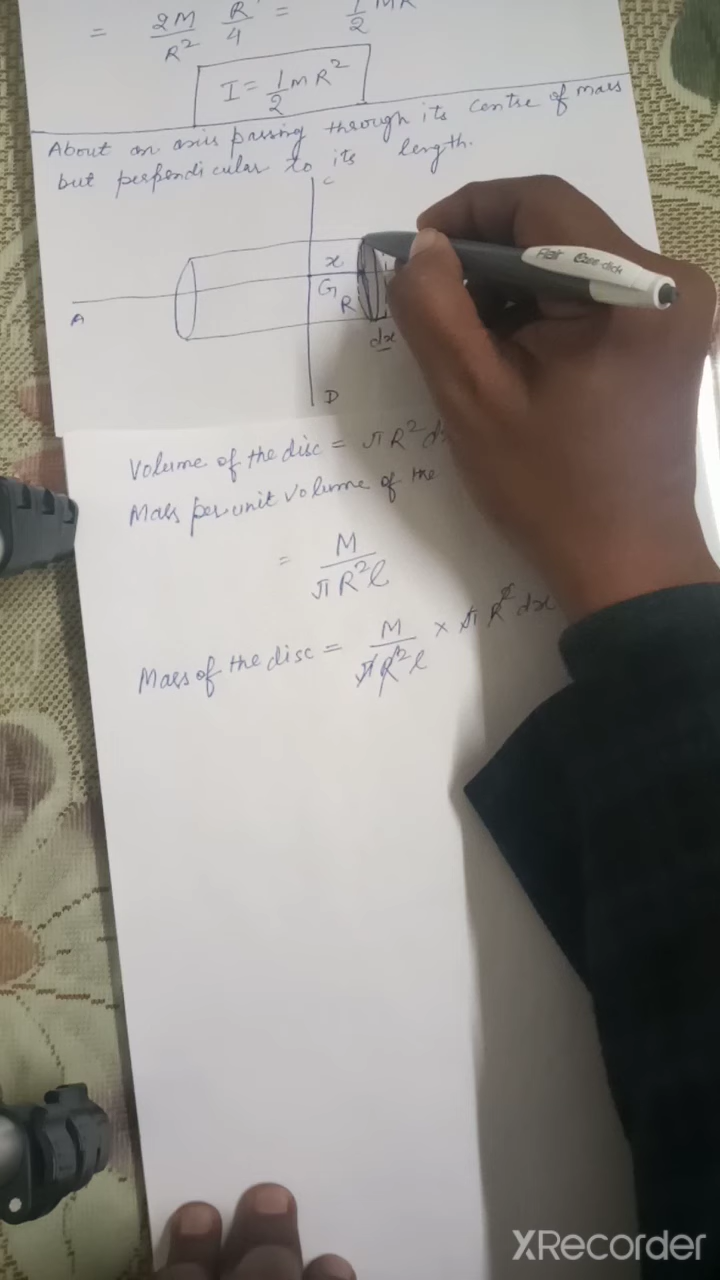 = 2M/R² R/4 = 1/2 MR
I = 1/2 MR²
About an axis passing through its centre of mass
but perpendicular to its length.
C
x
G
R
A
dx
D
Flair
Volume of the disc = πR²
Mass per unit volume of the
= M/πR²l
Mass of the disc = M/πR²l × πR²dx
XRecorder